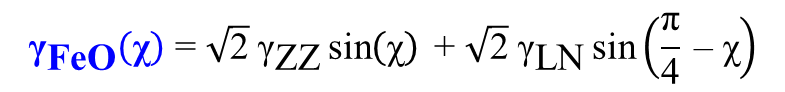 γFeO(χ) = √2 γZZ sin(χ) + √2 γLN sin(π/4 − χ)